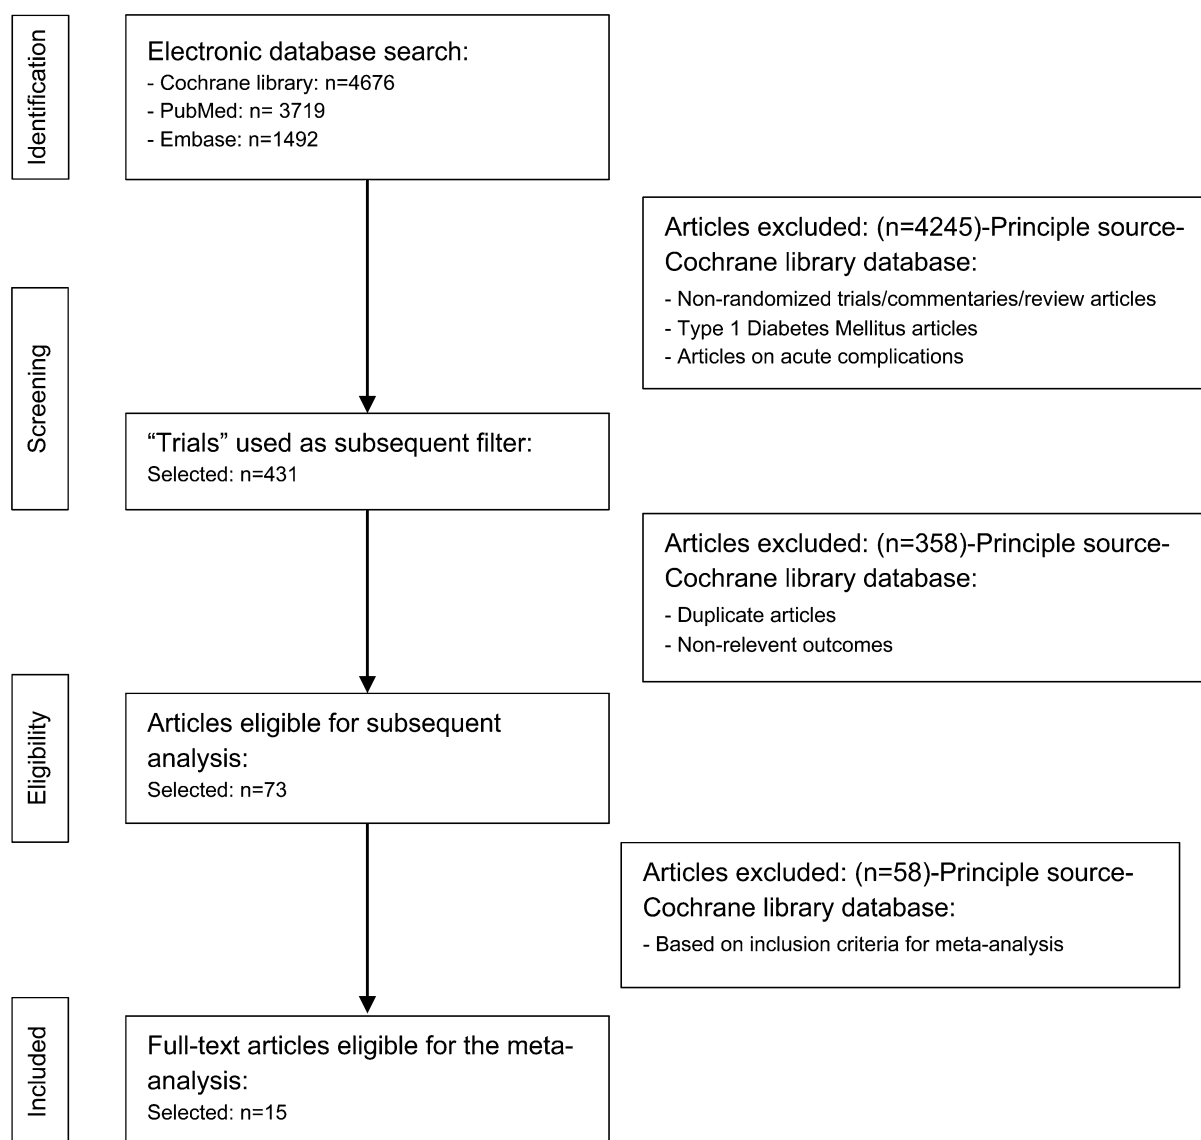 Identification
Electronic database search:
- Cochrane library: n=4676
- PubMed: n= 3719
- Embase: n=1492
Articles excluded: (n=4245)-Principle source-
Cochrane library database:
- Non-randomized trials/commentaries/review articles
- Type 1 Diabetes Mellitus articles
- Articles on acute complications
Screening
“Trials” used as subsequent filter:
Selected: n=431
Articles excluded: (n=358)-Principle source-
Cochrane library database:
- Duplicate articles
- Non-relevent outcomes
Eligibility
Articles eligible for subsequent
analysis:
Selected: n=73
Articles excluded: (n=58)-Principle source-
Cochrane library database:
- Based on inclusion criteria for meta-analysis
Included
Full-text articles eligible for the meta-
analysis:
Selected: n=15